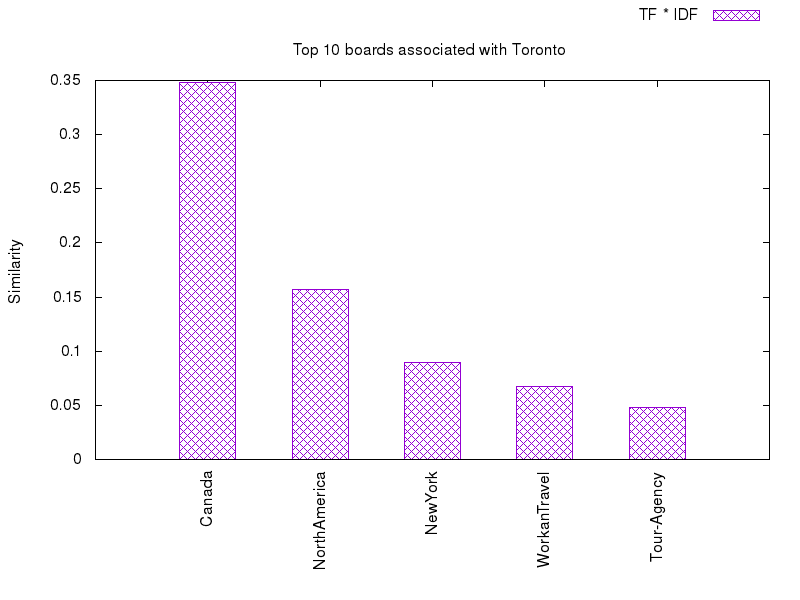 TF * IDF
Top 10 boards associated with Toronto
0.35
0.3
0.25
0.2
0.15
0.1
0.05
0
Similarity
Canada
NorthAmerica
NewYork
WorkanTravel
Tour-Agency